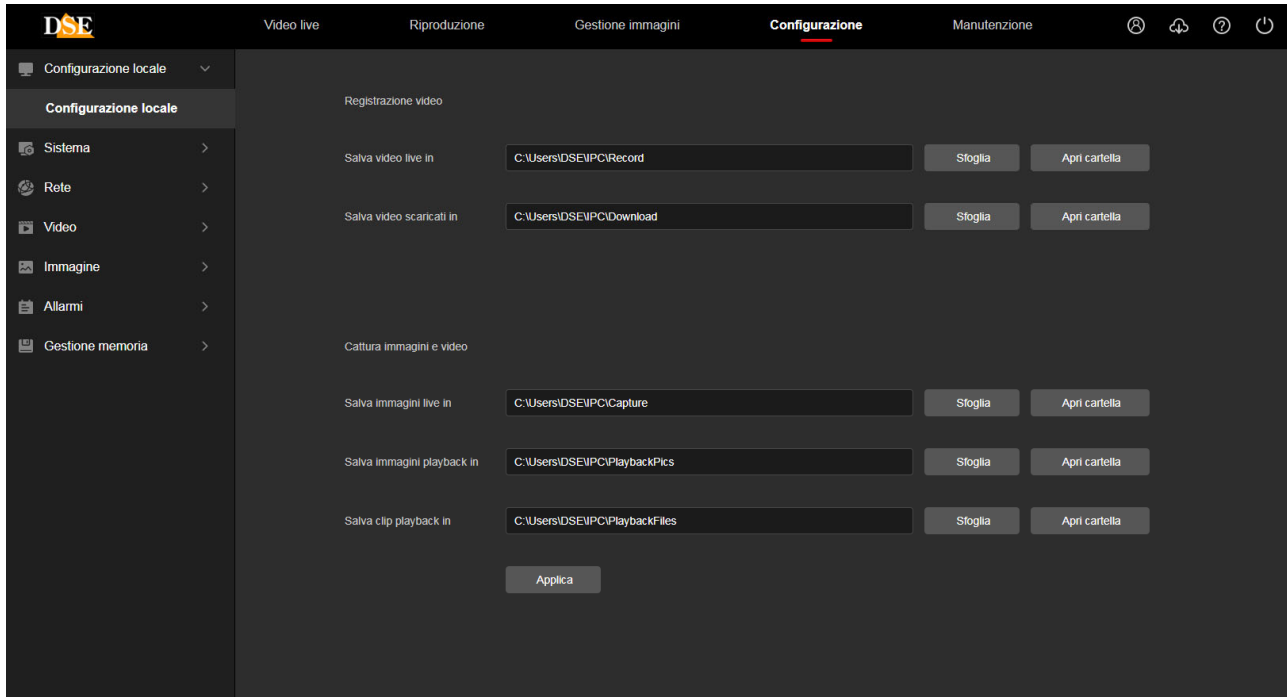 DSE
Video live
Riproduzione
Gestione immagini
Configurazione
Manutenzione
Configurazione locale
Configurazione locale
Sistema
Rete
Video
Immagine
Allarmi
Gestione memoria
Registrazione video
Salva video live in C:\Users\DSE\IPC\Record Sfoglia Apri cartella
Salva video scaricati in C:\Users\DSE\IPC\Download Sfoglia Apri cartella
Cattura immagini e video
Salva immagini live in C:\Users\DSE\IPC\Capture Sfoglia Apri cartella
Salva immagini playback in C:\Users\DSE\IPC\PlaybackPics Sfoglia Apri cartella
Salva clip playback in C:\Users\DSE\IPC\PlaybackFiles Sfoglia Apri cartella
Applica